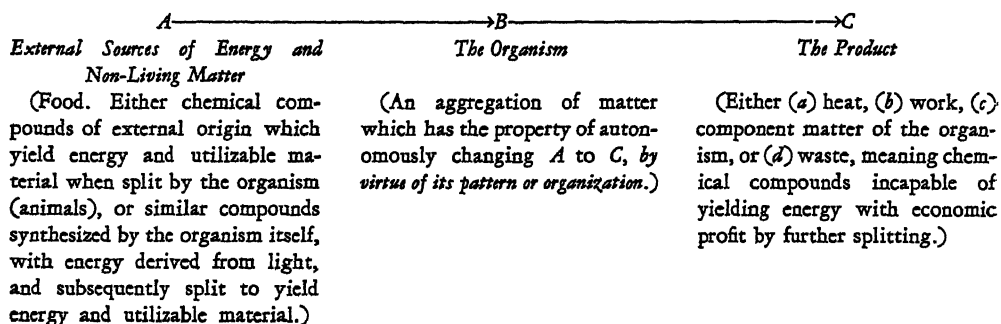 A B C
External Sources of Energy and
Non-Living Matter
(Food. Either chemical com-
pounds of external origin which
yield energy and utilizable ma-
terial when split by the organism
(animals), or similar compounds
synthesized by the organism itself,
with energy derived from light,
and subsequently split to yield
energy and utilizable material.)
The Organism
(An aggregation of matter
which has the property of auton-
omously changing A to C, by
virtue of its pattern or organization.)
The Product
(Either (a) heat, (b) work, (c)
component matter of the organ-
ism, or (d) waste, meaning chem-
ical compounds incapable of
yielding energy with economic
profit by further splitting.)